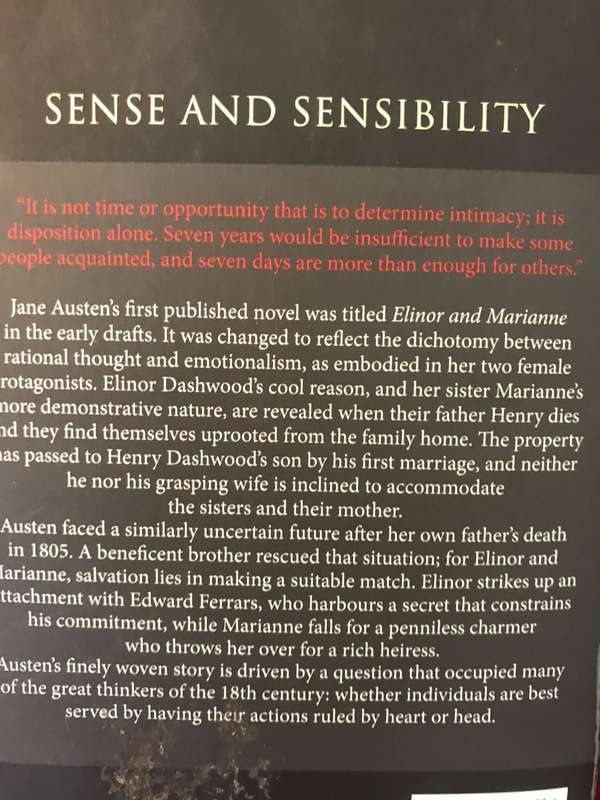 SENSE AND SENSIBILITY
“It is not time or opportunity that is to determine intimacy; it is
disposition alone. Seven years would be insufficient to make some
people acquainted, and seven days are more than enough for others.”
Jane Austen’s first published novel was titled Elinor and Marianne
in the early drafts. It was changed to reflect the dichotomy between
rational thought and emotionalism, as embodied in her two female
rotagonists. Elinor Dashwood’s cool reason, and her sister Marianne’s
more demonstrative nature, are revealed when their father Henry dies
nd they find themselves uprooted from the family home. The property
has passed to Henry Dashwood’s son by his first marriage, and neither
he nor his grasping wife is inclined to accommodate
the sisters and their mother.
Austen faced a similarly uncertain future after her own father’s death
in 1805. A beneficent brother rescued that situation; for Elinor and
Marianne, salvation lies in making a suitable match. Elinor strikes up an
ttachment with Edward Ferrars, who harbours a secret that constrains
his commitment, while Marianne falls for a penniless charmer
who throws her over for a rich heiress.
Austen’s finely woven story is driven by a question that occupied many
of the great thinkers of the 18th century: whether individuals are best
served by having their actions ruled by heart or head.